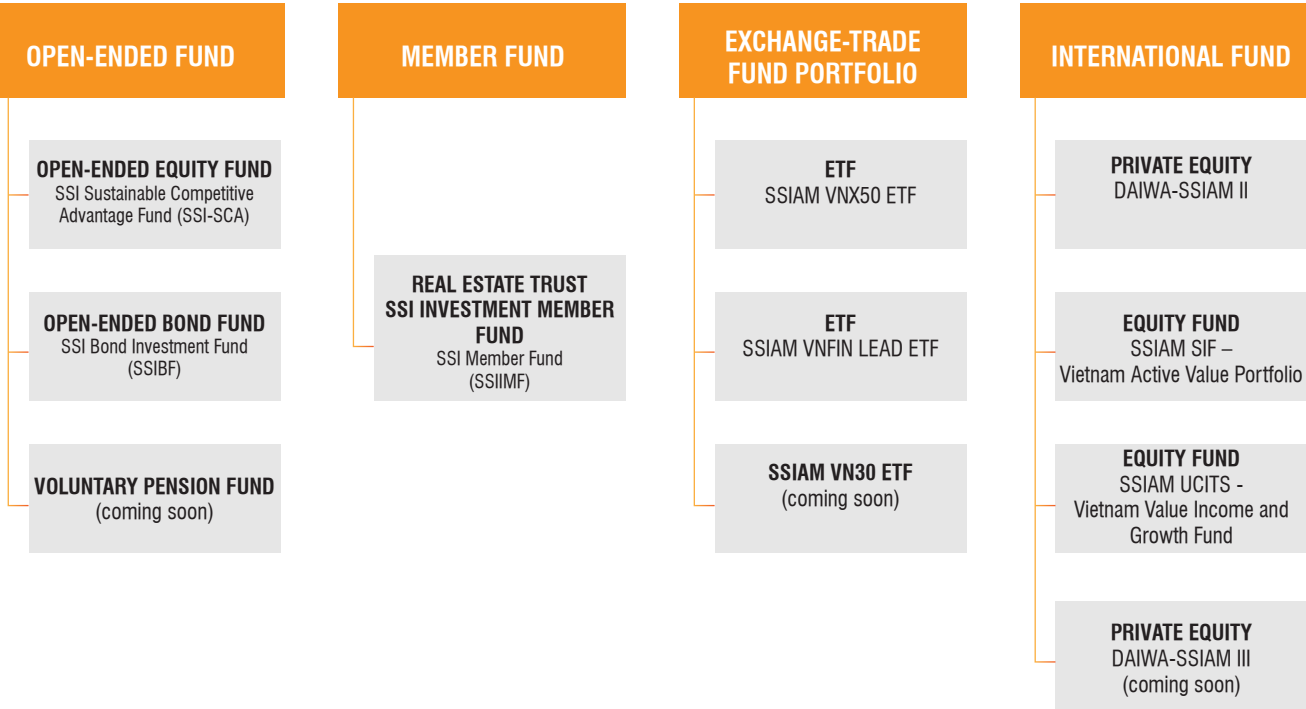 OPEN-ENDED FUND
OPEN-ENDED EQUITY FUND
SSI Sustainable Competitive
Advantage Fund (SSI-SCA)
OPEN-ENDED BOND FUND
SSI Bond Investment Fund
(SSIBF)
VOLUNTARY PENSION FUND
(coming soon)
MEMBER FUND
REAL ESTATE TRUST
SSI INVESTMENT MEMBER
FUND
SSI Member Fund
(SSIIMF)
EXCHANGE-TRADE
FUND PORTFOLIO
ETF
SSIAM VNX50 ETF
ETF
SSIAM VNFIN LEAD ETF
SSIAM VN30 ETF
(coming soon)
INTERNATIONAL FUND
PRIVATE EQUITY
DAIWA-SSIAM II
EQUITY FUND
SSIAM SIF –
Vietnam Active Value Portfolio
EQUITY FUND
SSIAM UCITS -
Vietnam Value Income and
Growth Fund
PRIVATE EQUITY
DAIWA-SSIAM III
(coming soon)